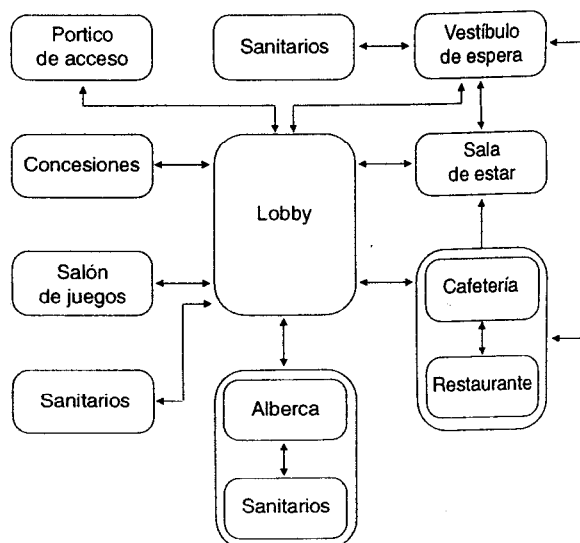 Portico
de acceso
Sanitarios
Vestíbulo
de espera
Concesiones
Lobby
Sala
de estar
Salón
de juegos
Cafetería
Restaurante
Sanitarios
Alberca
Sanitarios